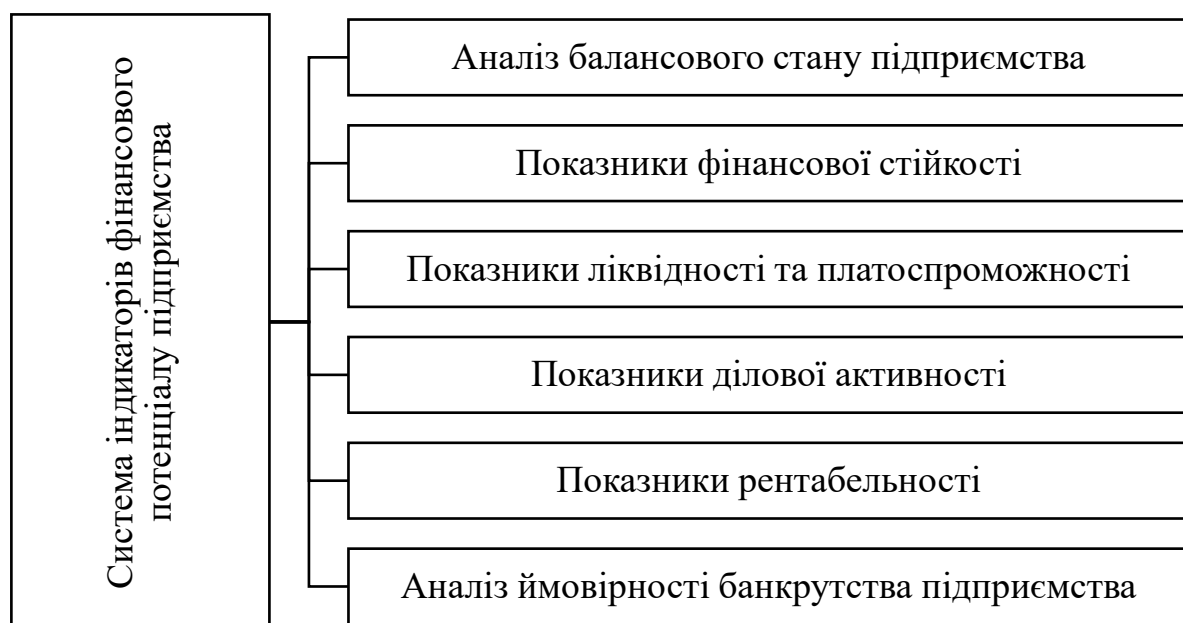 Система індикаторів фінансового
потенціалу підприємства
Аналіз балансового стану підприємства
Показники фінансової стійкості
Показники ліквідності та платоспроможності
Показники ділової активності
Показники рентабельності
Аналіз ймовірності банкрутства підприємства